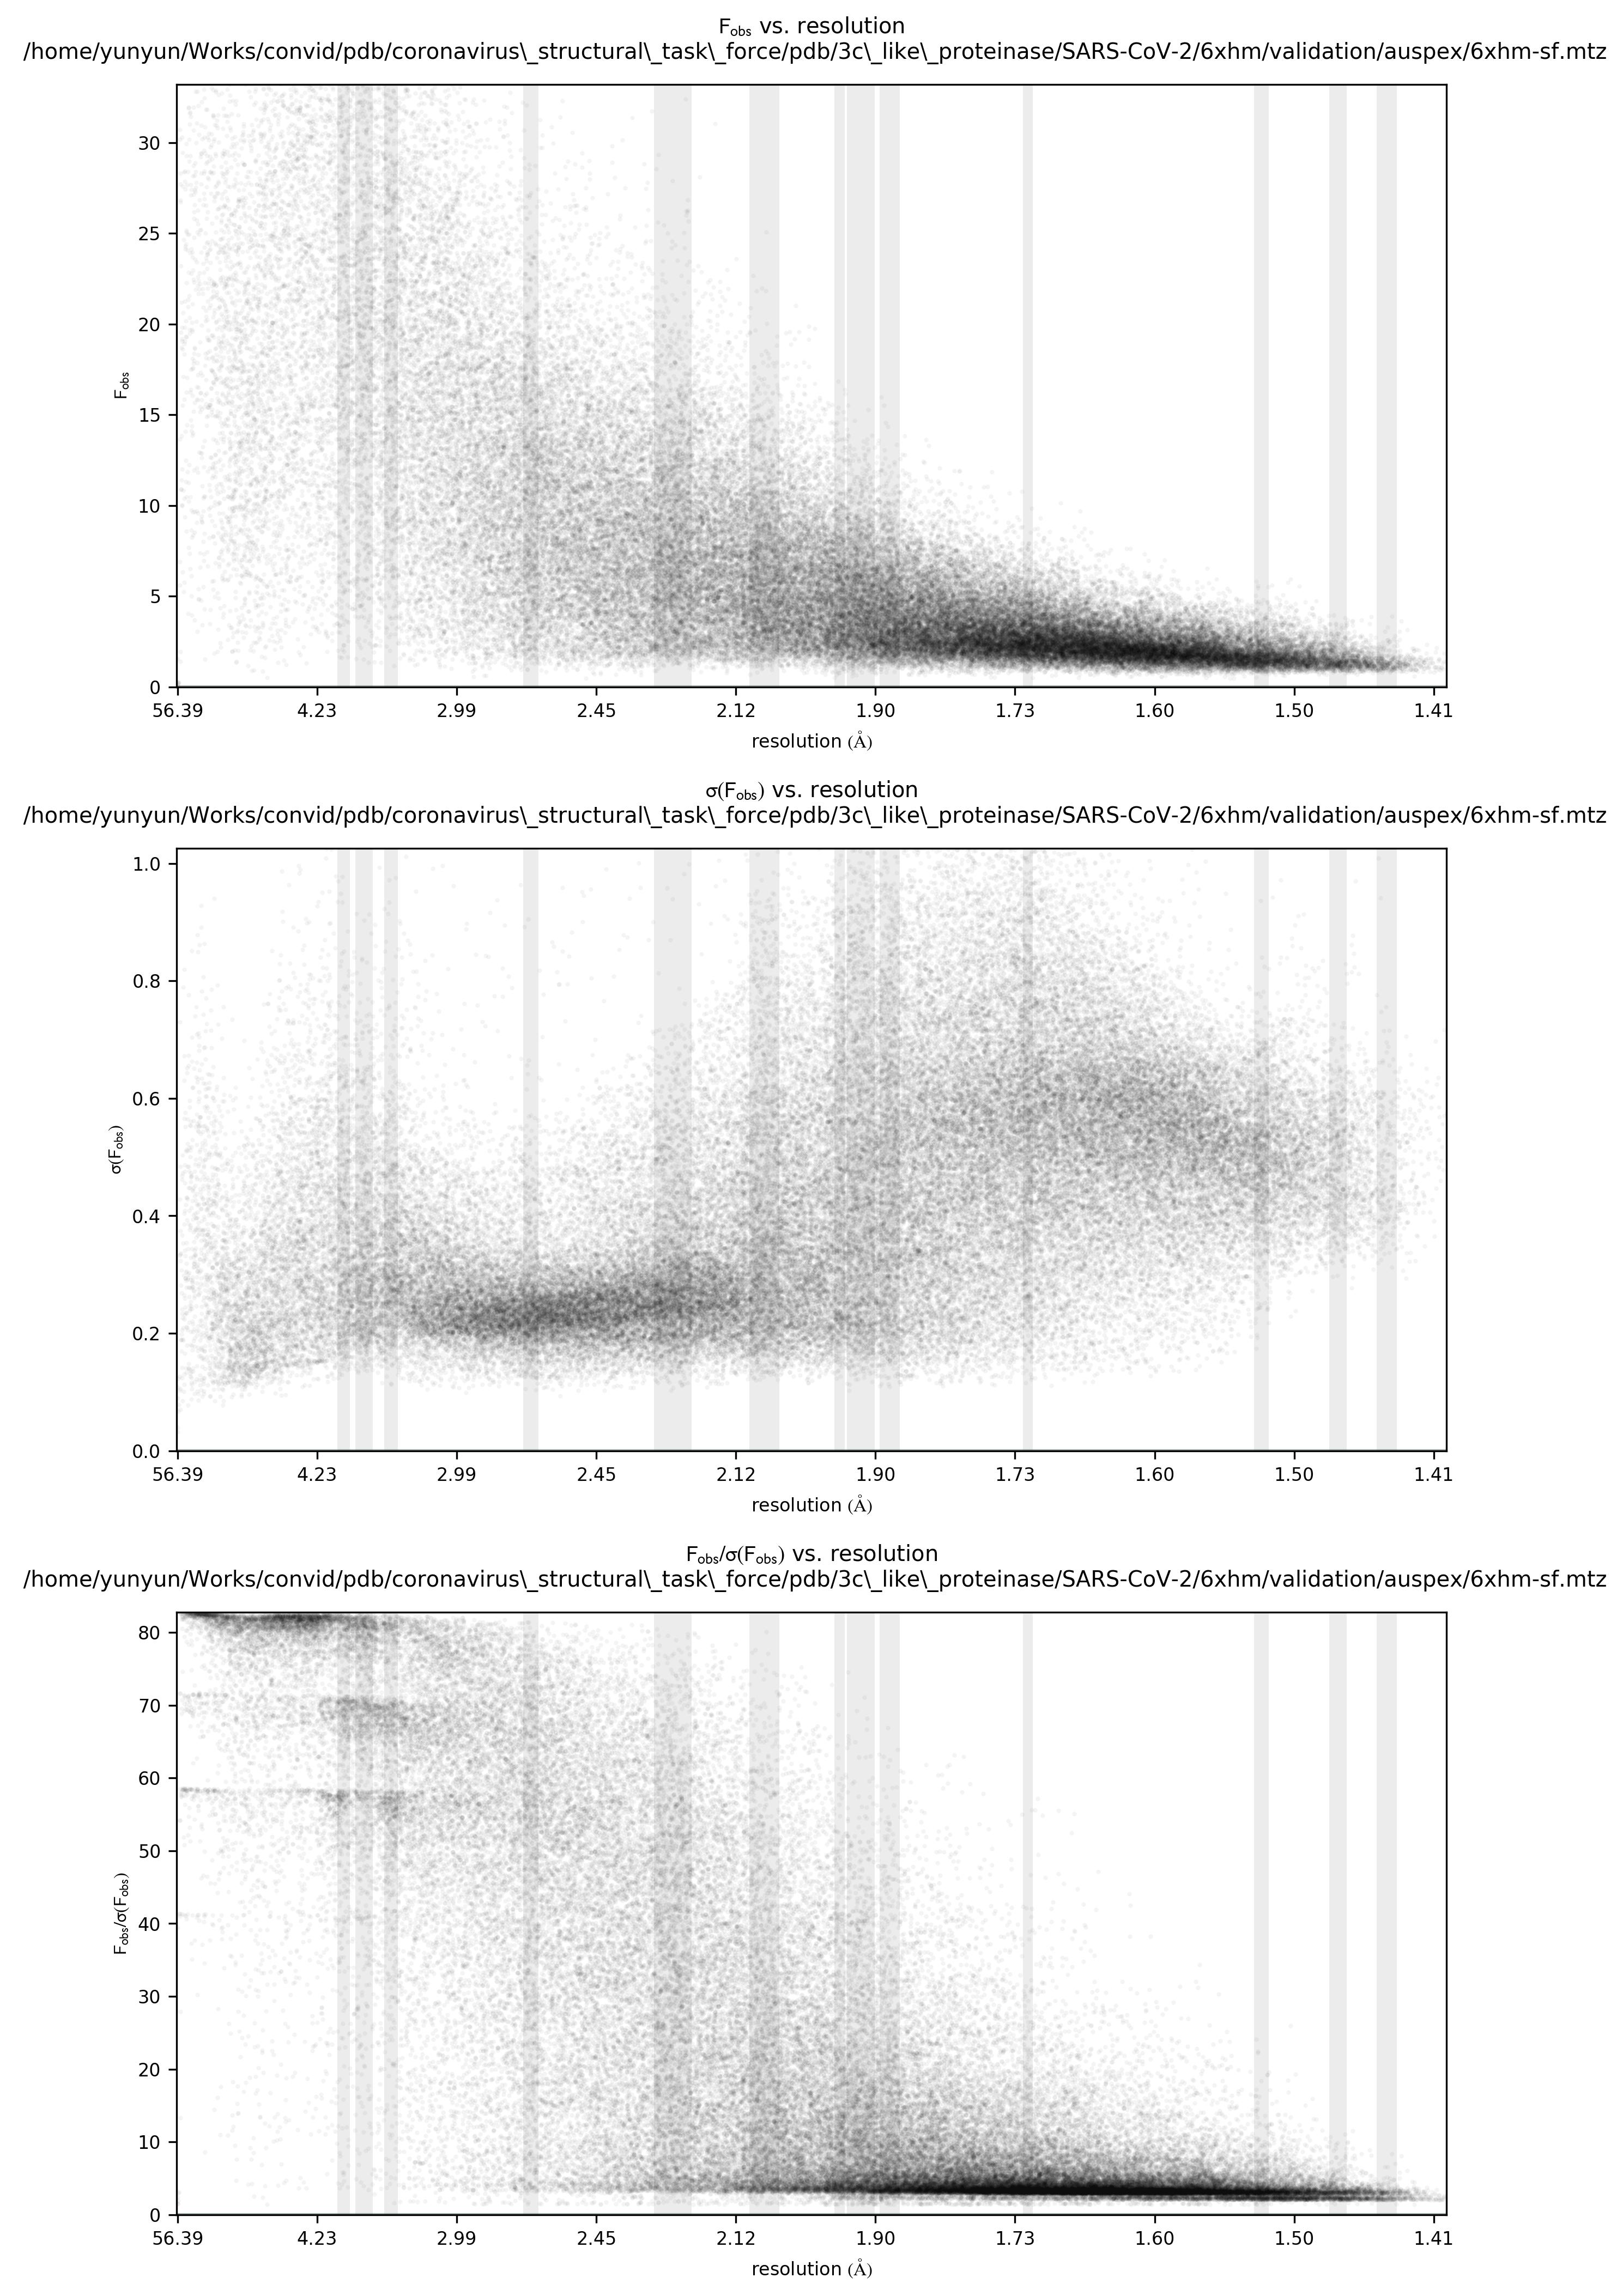 Fobs vs. resolution
/home/yunyun/Works/convid/pdb/coronavirus\_structural\_task\_force/pdb/3c\_like\_proteinase/SARS-CoV-2/6xhm/validation/auspex/6xhm-sf.mtz
30
25
20
15
10
5
0
Fobs
56.39 4.23 2.99 2.45 2.12 1.90 1.73 1.60 1.50 1.41
resolution (Å)
σ(Fobs) vs. resolution
/home/yunyun/Works/convid/pdb/coronavirus\_structural\_task\_force/pdb/3c\_like\_proteinase/SARS-CoV-2/6xhm/validation/auspex/6xhm-sf.mtz
1.0
0.8
0.6
0.4
0.2
0.0
σ(Fobs)
56.39 4.23 2.99 2.45 2.12 1.90 1.73 1.60 1.50 1.41
resolution (Å)
Fobs/σ(Fobs) vs. resolution
/home/yunyun/Works/convid/pdb/coronavirus\_structural\_task\_force/pdb/3c\_like\_proteinase/SARS-CoV-2/6xhm/validation/auspex/6xhm-sf.mtz
80
70
60
50
40
30
20
10
0
Fobs/σ(Fobs)
56.39 4.23 2.99 2.45 2.12 1.90 1.73 1.60 1.50 1.41
resolution (Å)